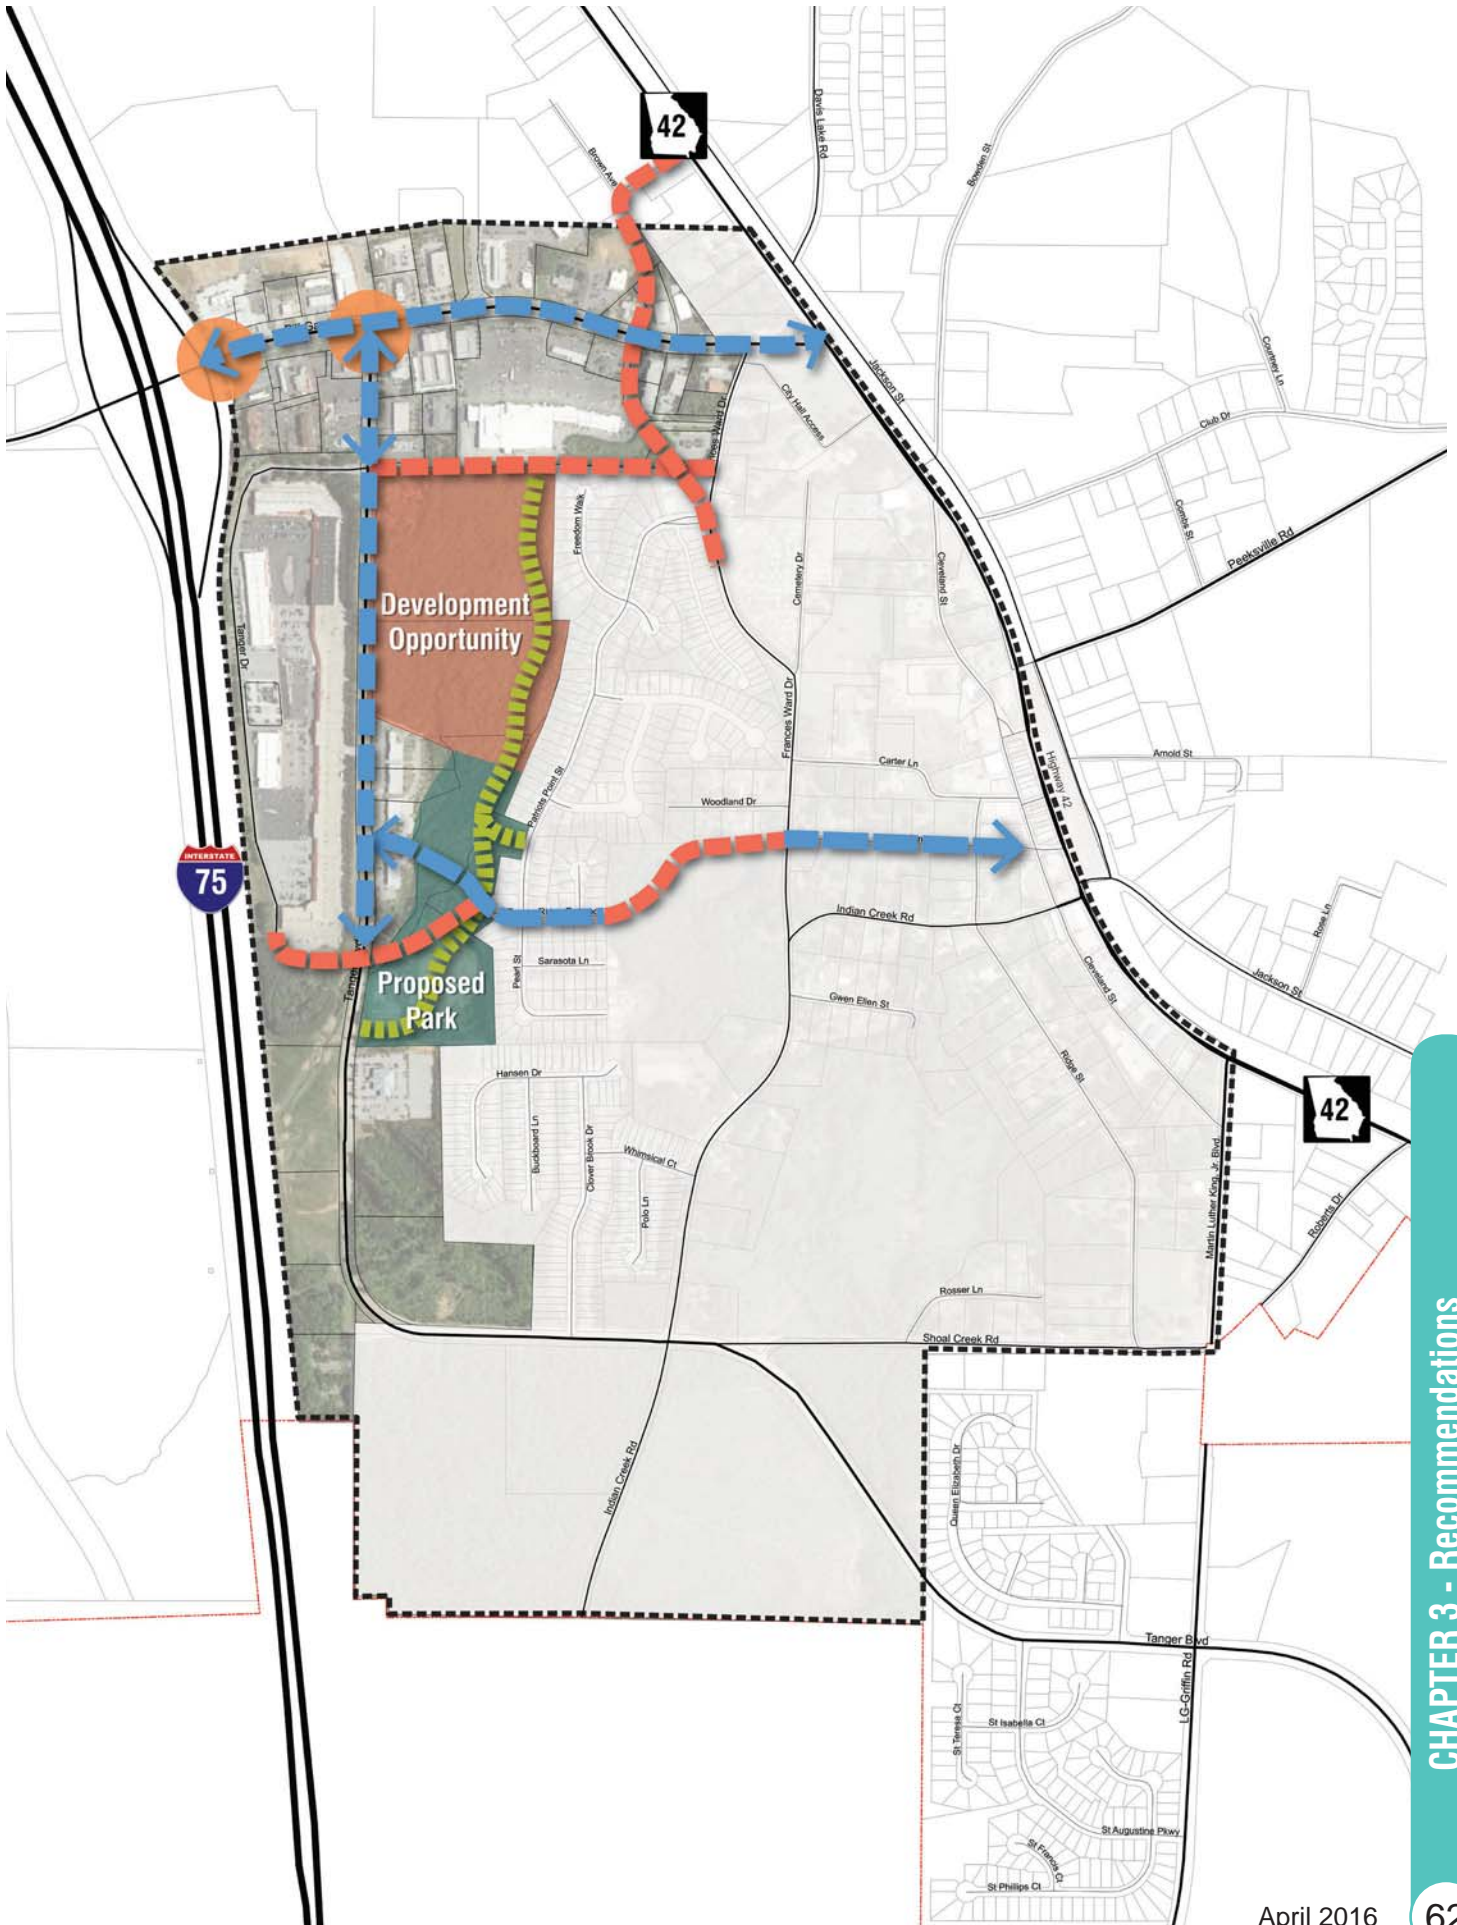 42
Davis Lake Rd
Bowden St
Brown Ave
Jackson St
City Hall Access
Courtney Ln
Club Dr
Combs St
Peeksville Rd
Freedom Walk
Cemetery Dr
Cleveland St
Development
Opportunity
Tanger Dr
Frances Ward Dr
Carter Ln
Arnold St
Highway 42
Patriots Point St
Woodland Dr
INTERSTATE
75
Indian Creek Rd
Rose Ln
Pearl St
Sarasota Ln
Cleveland St
Jackson St
Proposed
Park
Gwen Ellen St
Ridge St
Hansen Dr
42
Buckboard Ln
Clover Brook Dr
Whimsical Ct
Polo Ln
Martin Luther King, Jr. Blvd.
Roberts Dr
Rosser Ln
Shoal Creek Rd
Indian Creek Rd
Queen Elizabeth Dr
CHAPTER 3 - Recommendations
Tanger Blvd
LG-Griffin Rd
St Teresa Ct
St Isabella Ct
St Augustine Pkwy
St Francis Ct
St Phillips Ct
April 2016
62